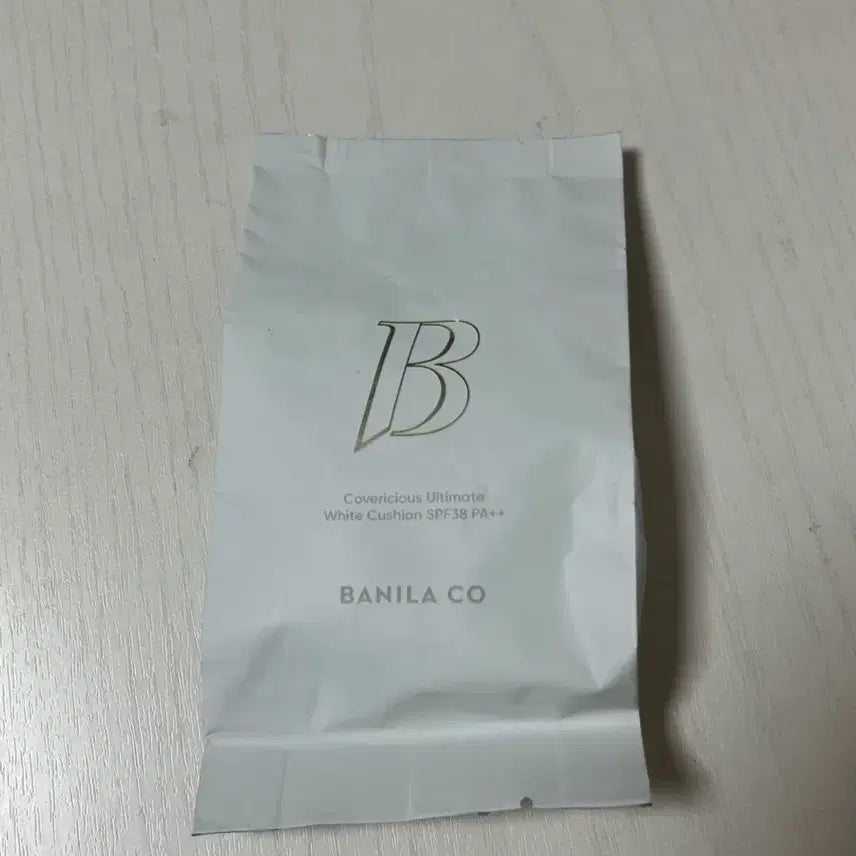 B
Covericious Ultimate
White Cushion SPF38 PA++
BANILA CO